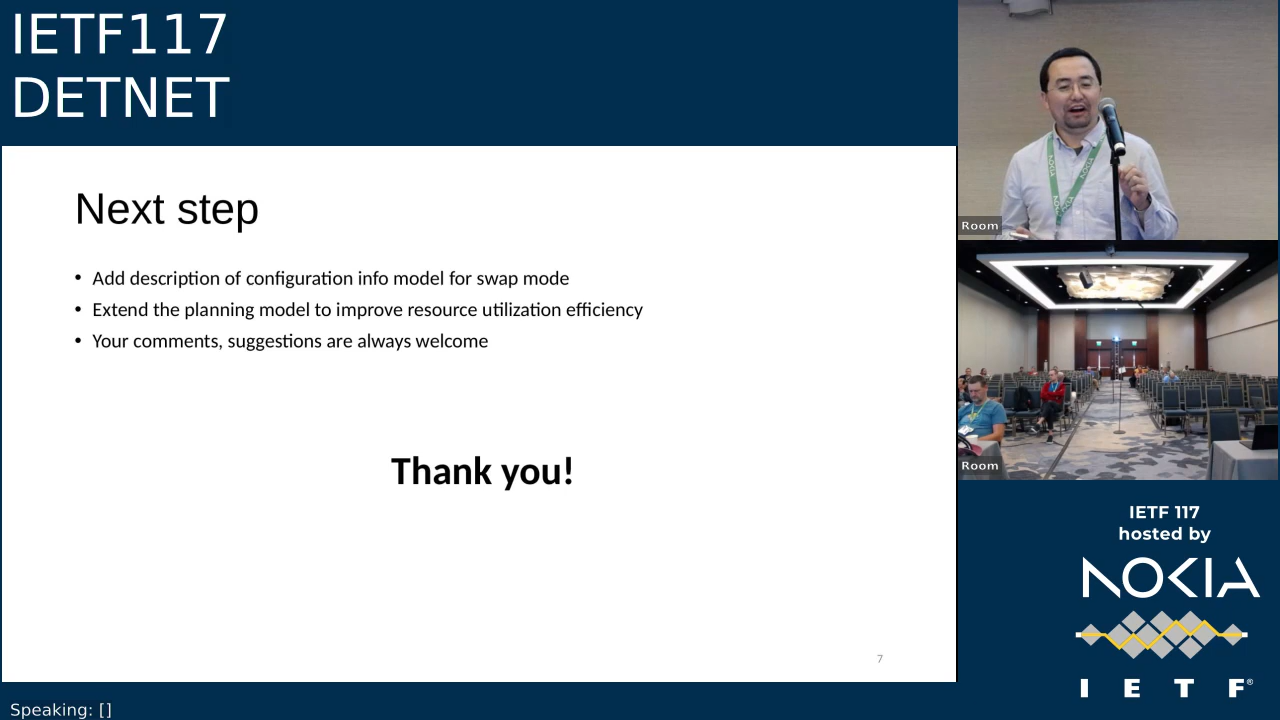 IETF117
DETNET
Next step
• Add description of configuration info model for swap mode
• Extend the planning model to improve resource utilization efficiency
• Your comments, suggestions are always welcome
Thank you!
7
Speaking: []
Room
NOKIA
NOKIA
Room
IETF 117
hosted by
NOKIA
I E T F®